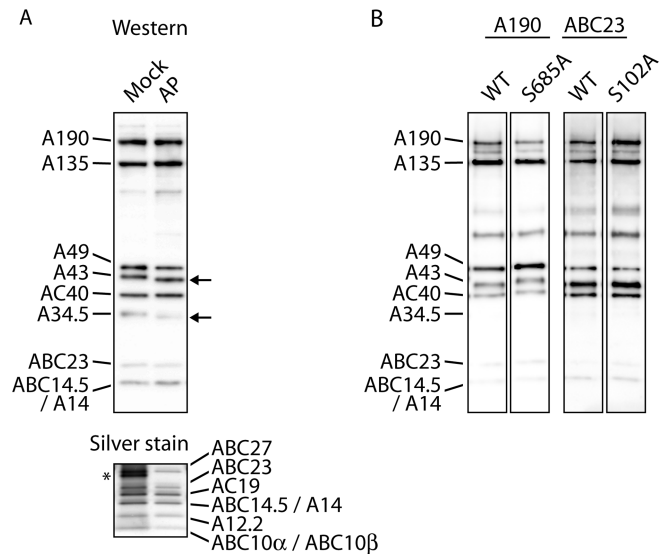 A
Western
Mock
AP
A190
A135
A49
A43
AC40
A34.5
ABC23
ABC14.5
/ A14
Silver stain
*
ABC27
ABC23
AC19
ABC14.5 / A14
A12.2
ABC10α / ABC10β
B
A190 ABC23
WT
S685A
WT
S102A
A190
A135
A49
A43
AC40
A34.5
ABC23
ABC14.5
/ A14